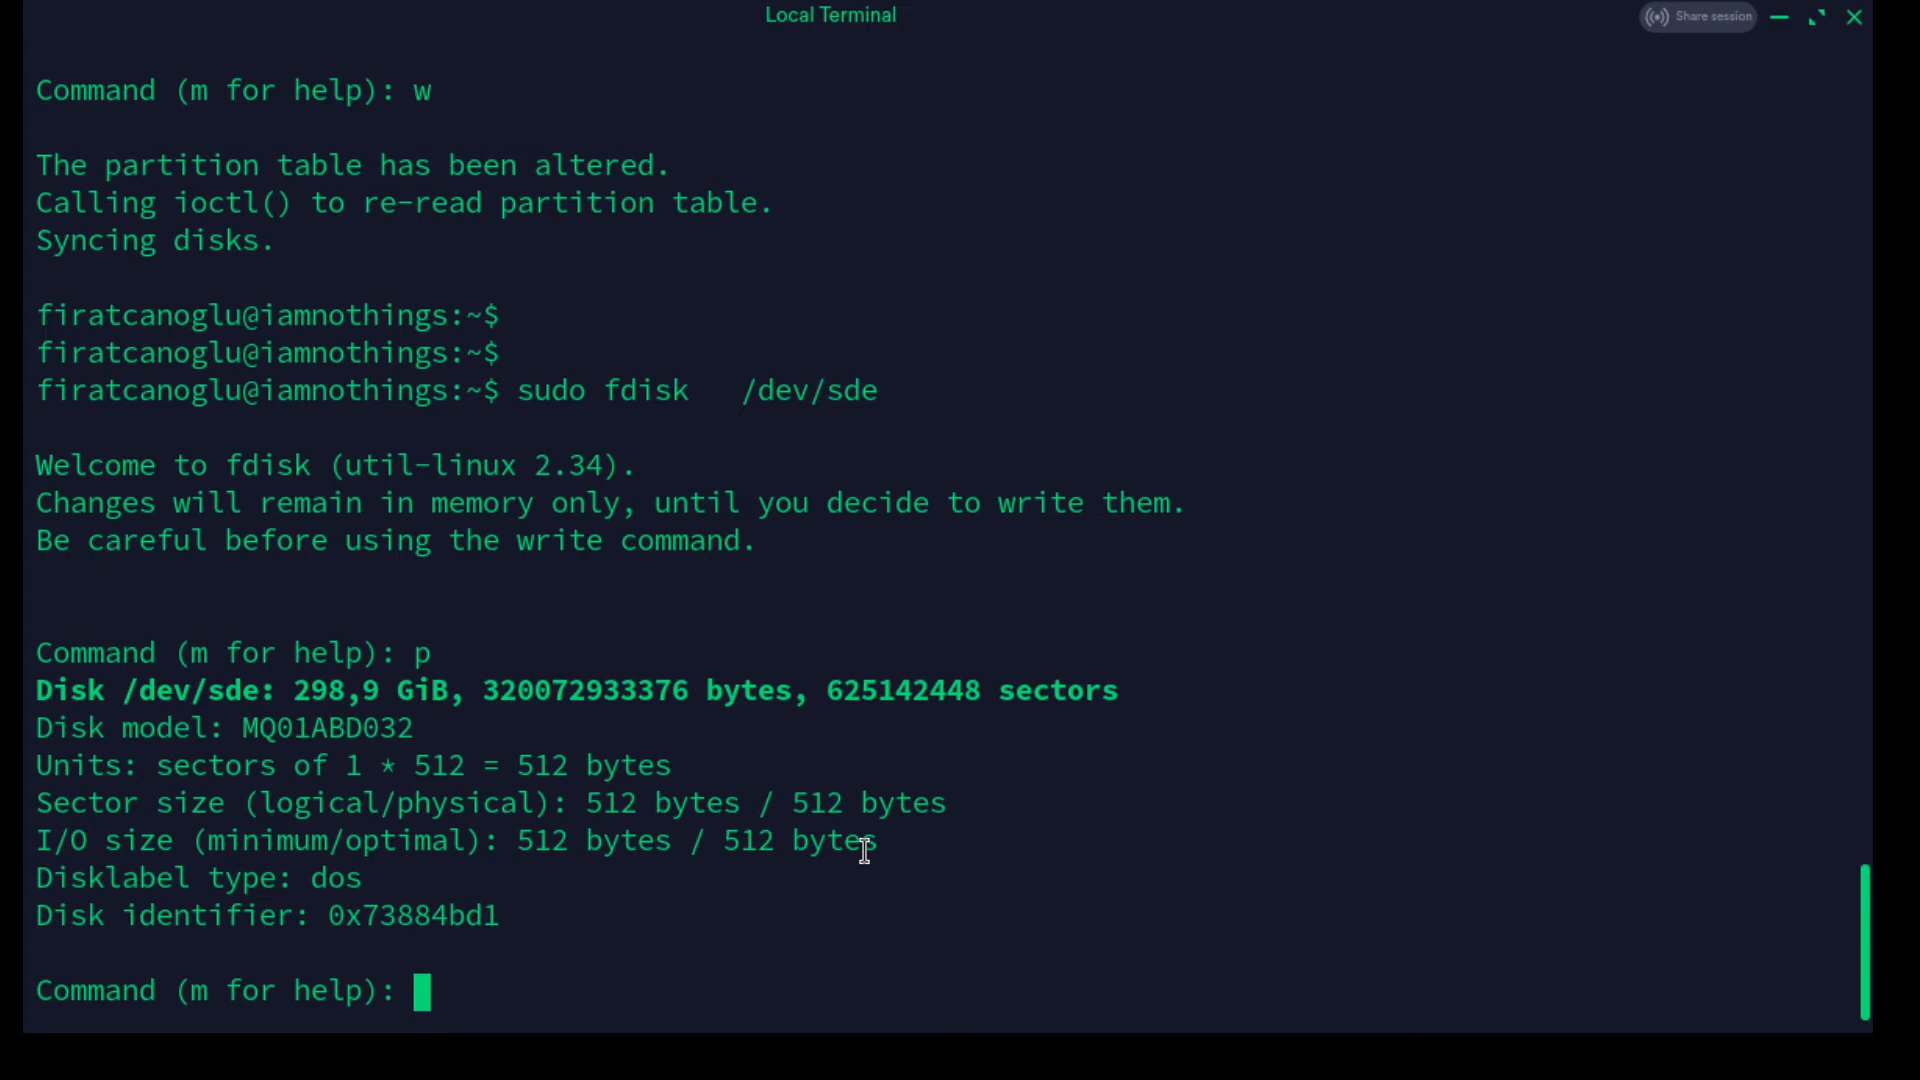 Local Terminal
Share session
Command (m for help): w
The partition table has been altered.
Calling ioctl() to re-read partition table.
Syncing disks.
firatcanoglu@iamnothings:~$
firatcanoglu@iamnothings:~$
firatcanoglu@iamnothings:~$ sudo fdisk   /dev/sde
Welcome to fdisk (util-linux 2.34).
Changes will remain in memory only, until you decide to write them.
Be careful before using the write command.
Command (m for help): p
Disk /dev/sde: 298,9 GiB, 320072933376 bytes, 625142448 sectors
Disk model: MQ01ABD032
Units: sectors of 1 * 512 = 512 bytes
Sector size (logical/physical): 512 bytes / 512 bytes
I/O size (minimum/optimal): 512 bytes / 512 bytes
Disklabel type: dos
Disk identifier: 0x73884bd1
Command (m for help):